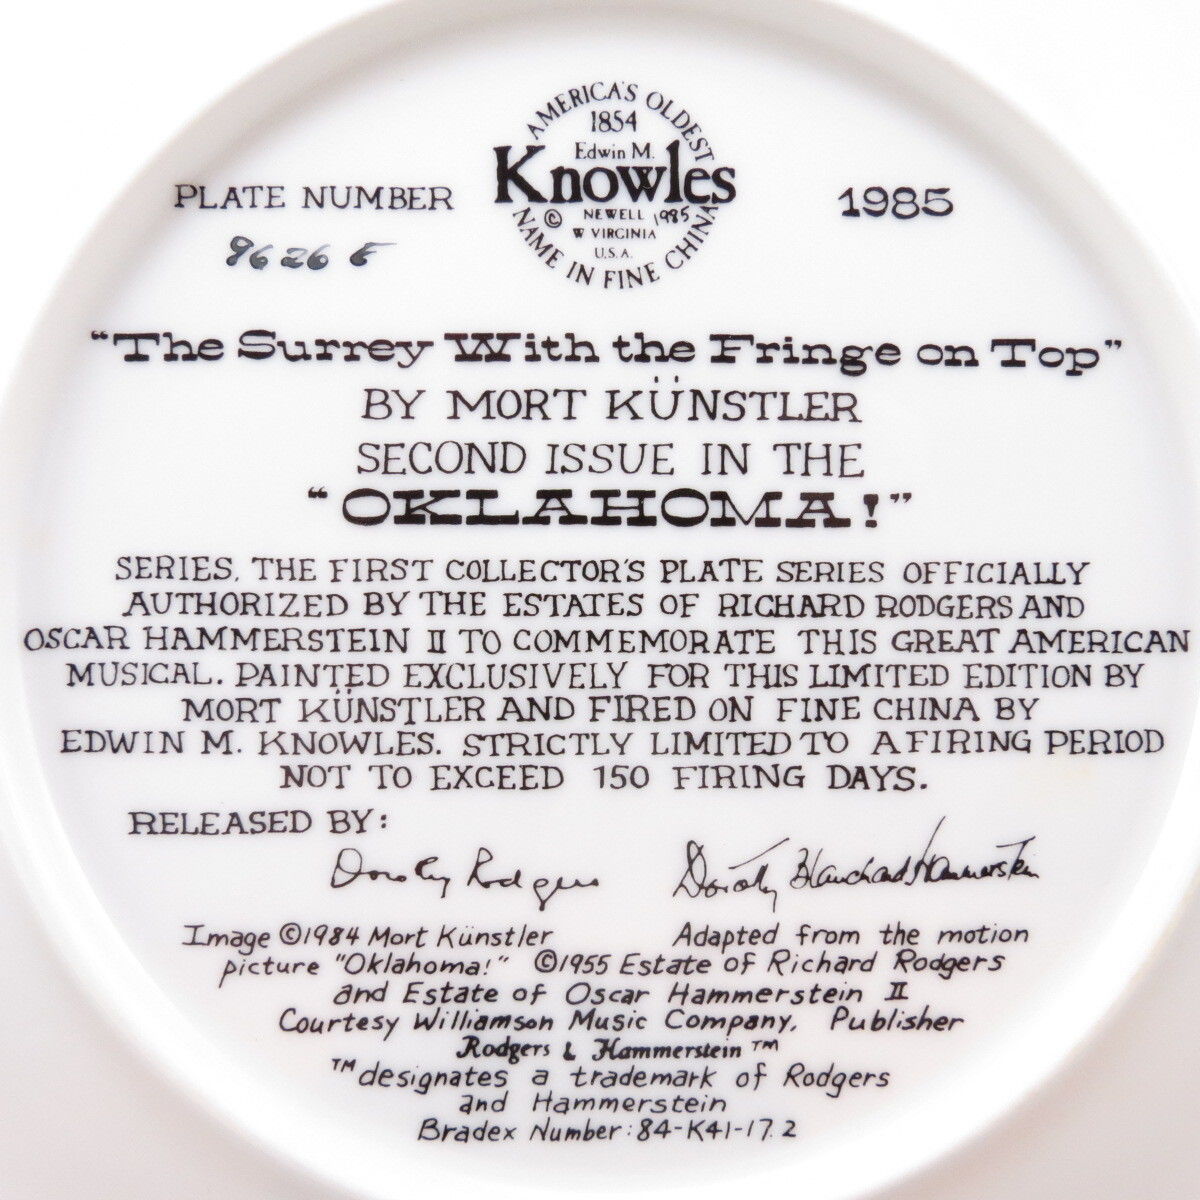 AMERICA'S OLDEST
1854
Edwin M.
Knowles
© NEWELL 1985
W VIRGINIA
U.S.A.
NAME IN FINE CHINA
PLATE NUMBER
9626 E
1985
"The Surrey With the Fringe on Top"
BY MORT KÜNSTLER
SECOND ISSUE IN THE
"OKLAHOMA!"
SERIES. THE FIRST COLLECTOR'S PLATE SERIES OFFICIALLY
AUTHORIZED BY THE ESTATES OF RICHARD RODGERS AND
OSCAR HAMMERSTEIN II TO COMMEMORATE THIS GREAT AMERICAN
MUSICAL. PAINTED EXCLUSIVELY FOR THIS LIMITED EDITION BY
MORT KÜNSTLER AND FIRED ON FINE CHINA BY
EDWIN M. KNOWLES. STRICTLY LIMITED TO A FIRING PERIOD
NOT TO EXCEED 150 FIRING DAYS.
RELEASED BY:
Dorothy Rodgers Dorothy Blanchard Hammerstein
Image ©1984 Mort Künstler Adapted from the motion
picture "Oklahoma!" ©1955 Estate of Richard Rodgers
and Estate of Oscar Hammerstein II
Courtesy Williamson Music Company, Publisher
Rodgers & Hammerstein ™
™ designates a trademark of Rodgers
and Hammerstein
Bradex Number: 84-K41-17.2